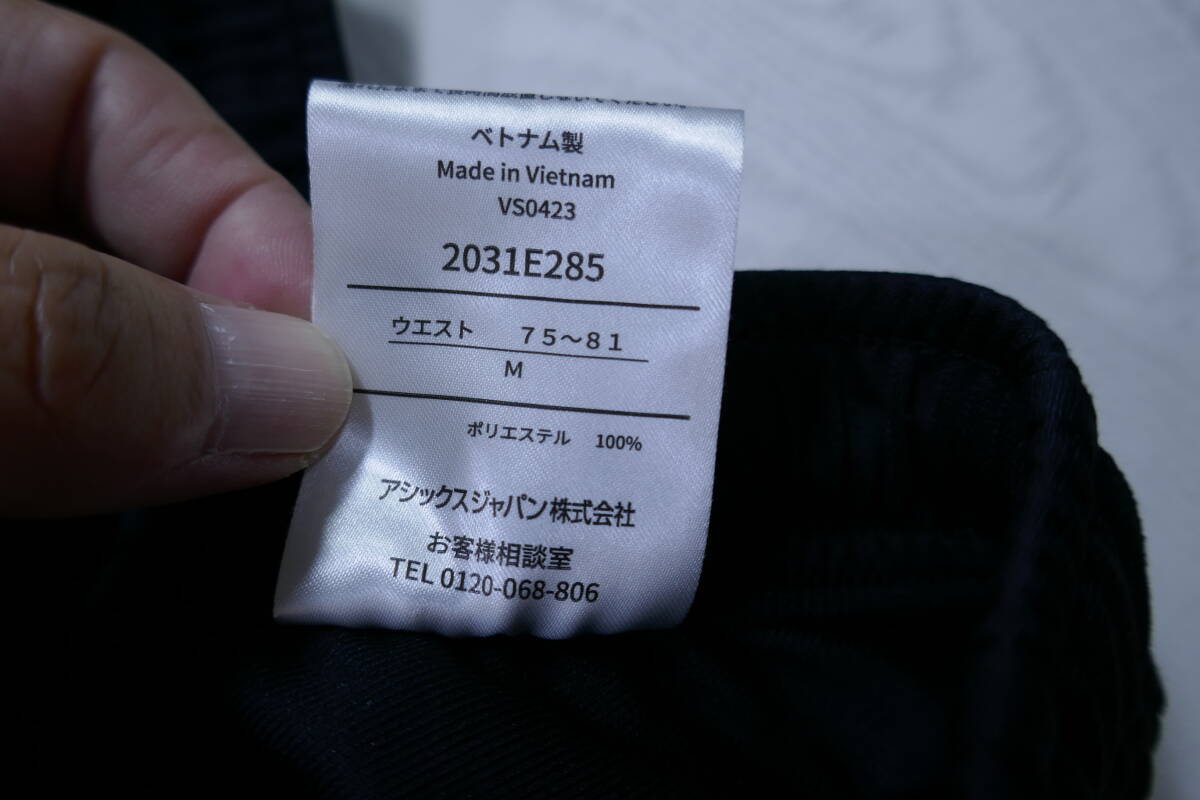 ベトナム製
Made in Vietnam
VS0423
2031E285
ウエスト 75～81
M
ポリエステル 100%
アシックスジャパン株式会社
お客様相談室
TEL 0120-068-806